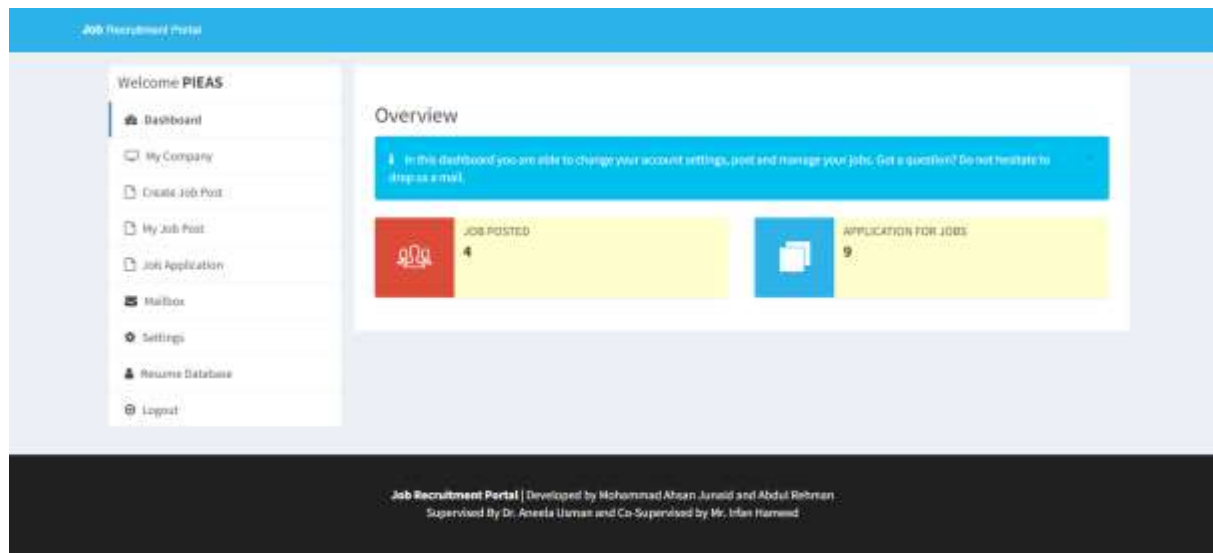 Job Recruitment Portal
Welcome PIEAS
Dashboard
My Company
Create Job Post
My Job Post
Job Application
Mailbox
Settings
Resume Database
Logout
Overview
In this dashboard you are able to change your account settings, post and manage your jobs. Got a question? Do not hesitate to
drop us a mail.
JOB POSTED
4
APPLICATION FOR JOBS
9
Job Recruitment Portal | Developed by Mohammad Ahsan Junaid and Abdul Rehman
Supervised By Dr. Aneela Usman and Co-Supervised by Mr. Irfan Hameed